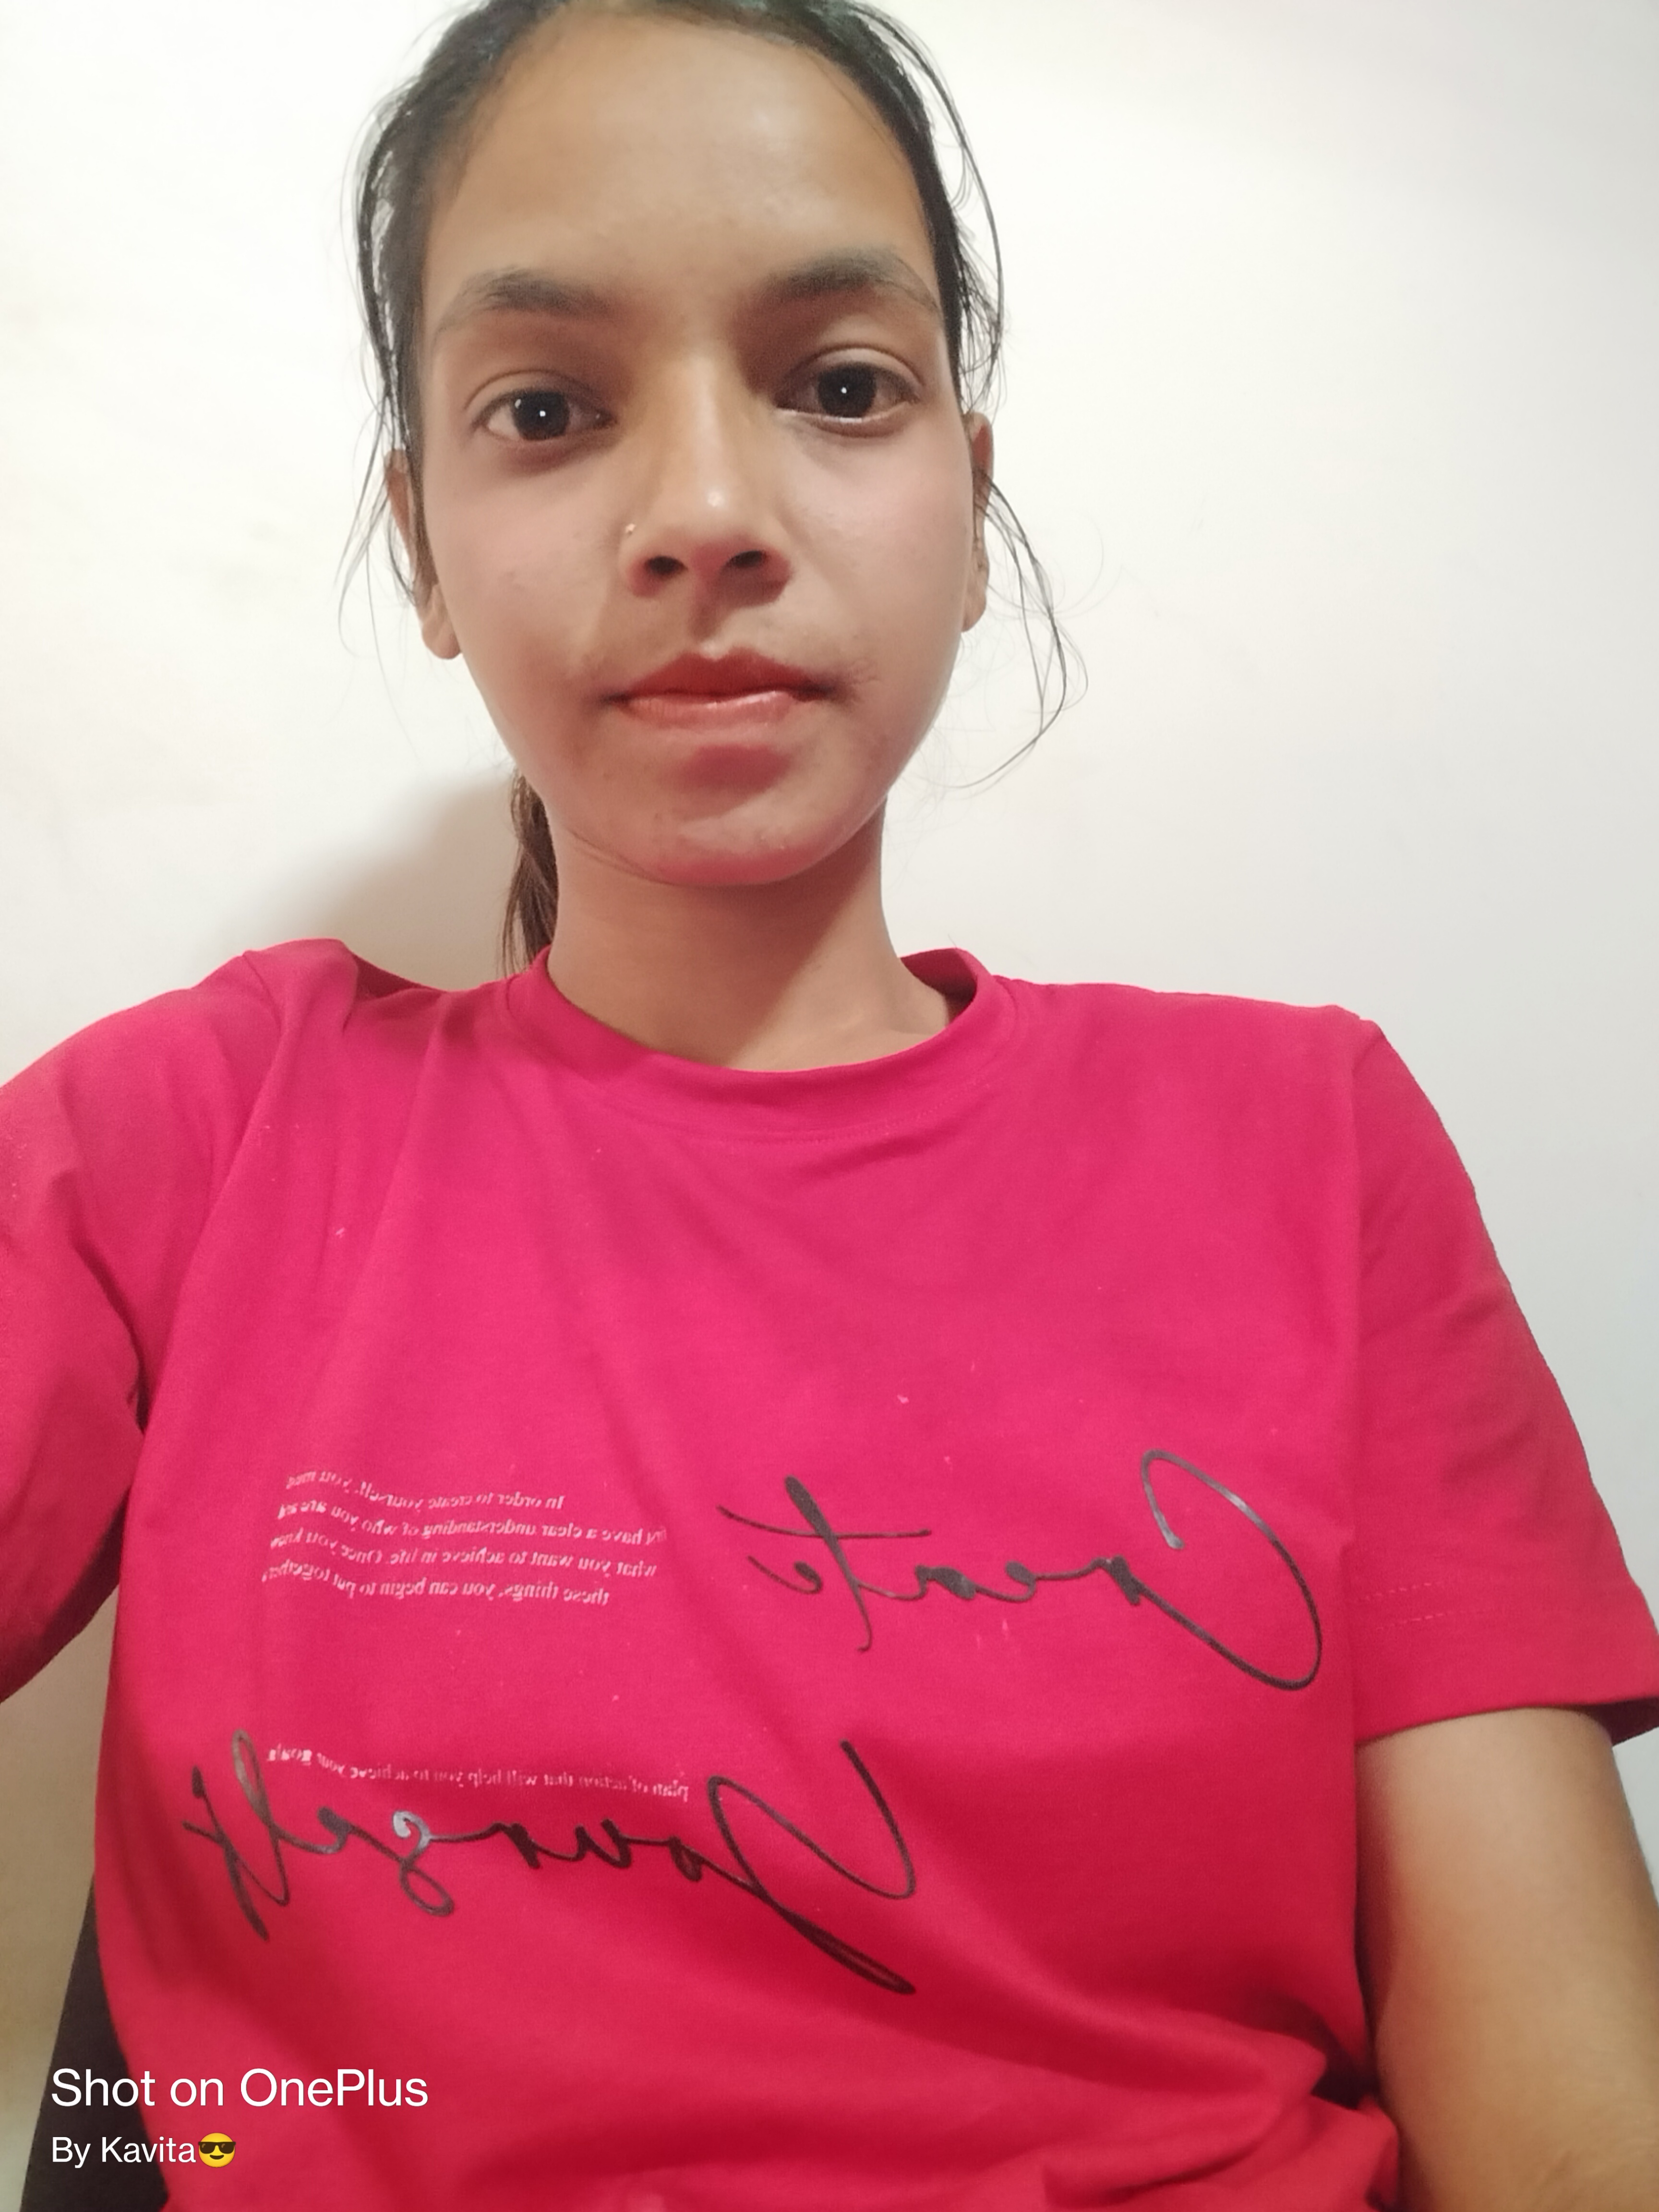 Create
In order to create yourself, you
have a clear understanding of who you are
what you want to achieve in life. Once you know
these things, you can begin to put together
plan of action that will help you to achieve your goals
Yourself
Shot on OnePlus
By Kavita😎